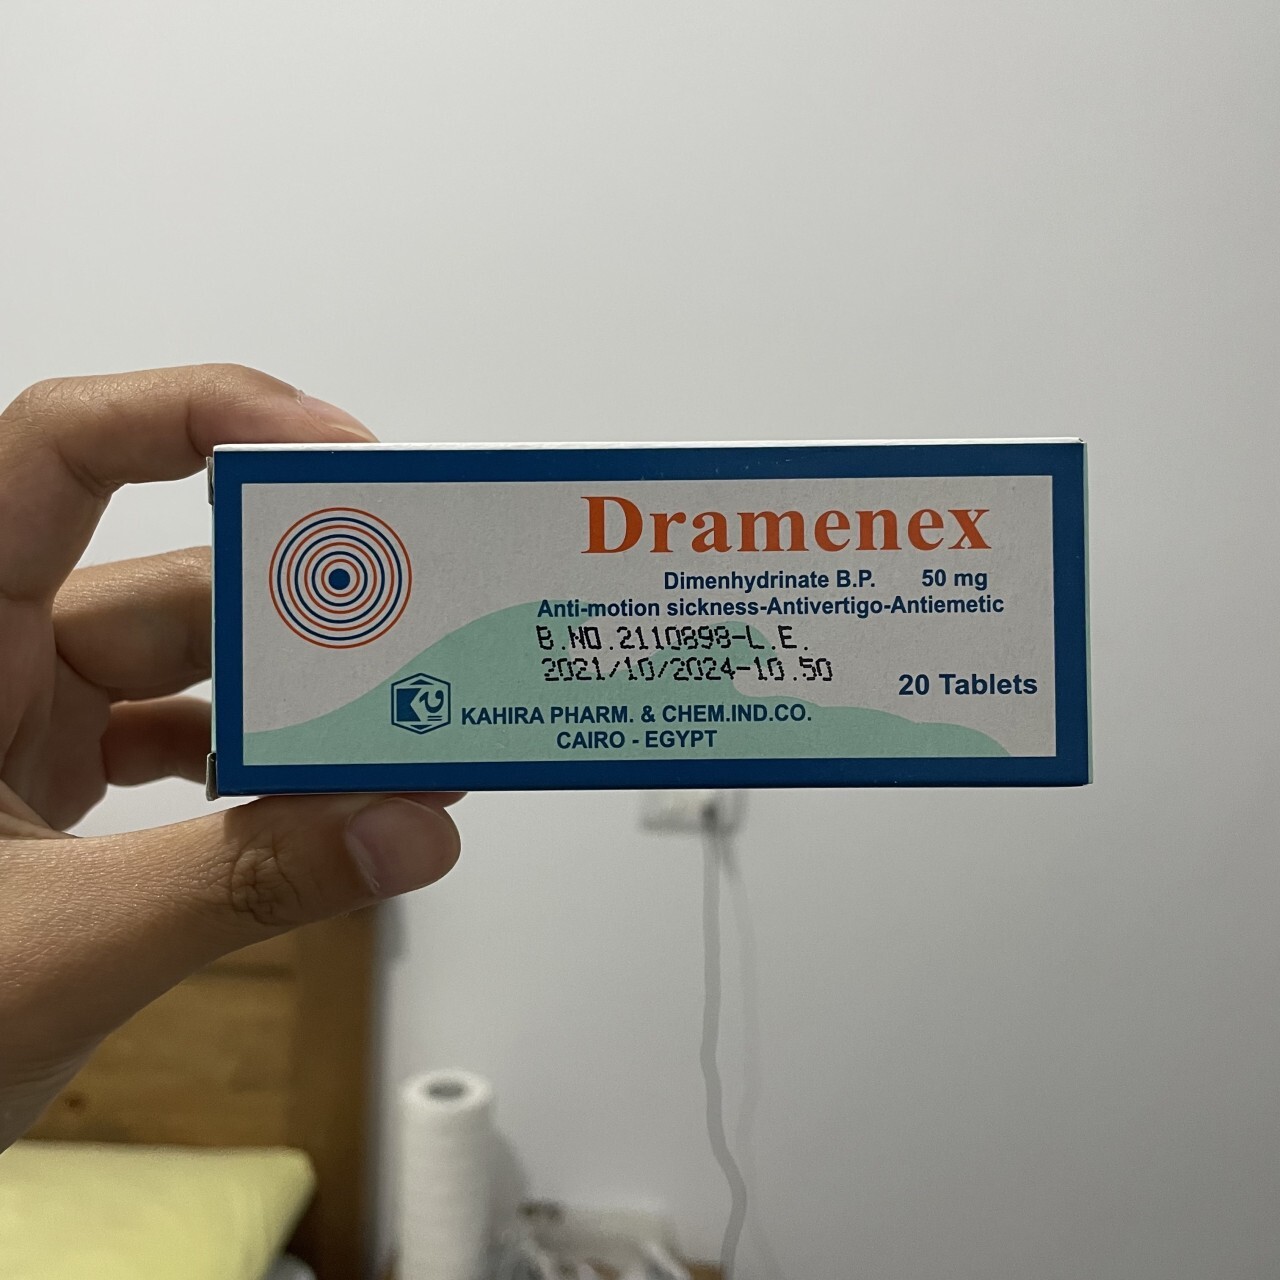 Dramenex
Dimenhydrinate B.P. 50 mg
Anti-motion sickness-Antivertigo-Antiemetic
B.NO.2110898-L.E.
2021/10/2024-10.50
20 Tablets
KAHIRA PHARM. & CHEM.IND.CO.
CAIRO - EGYPT